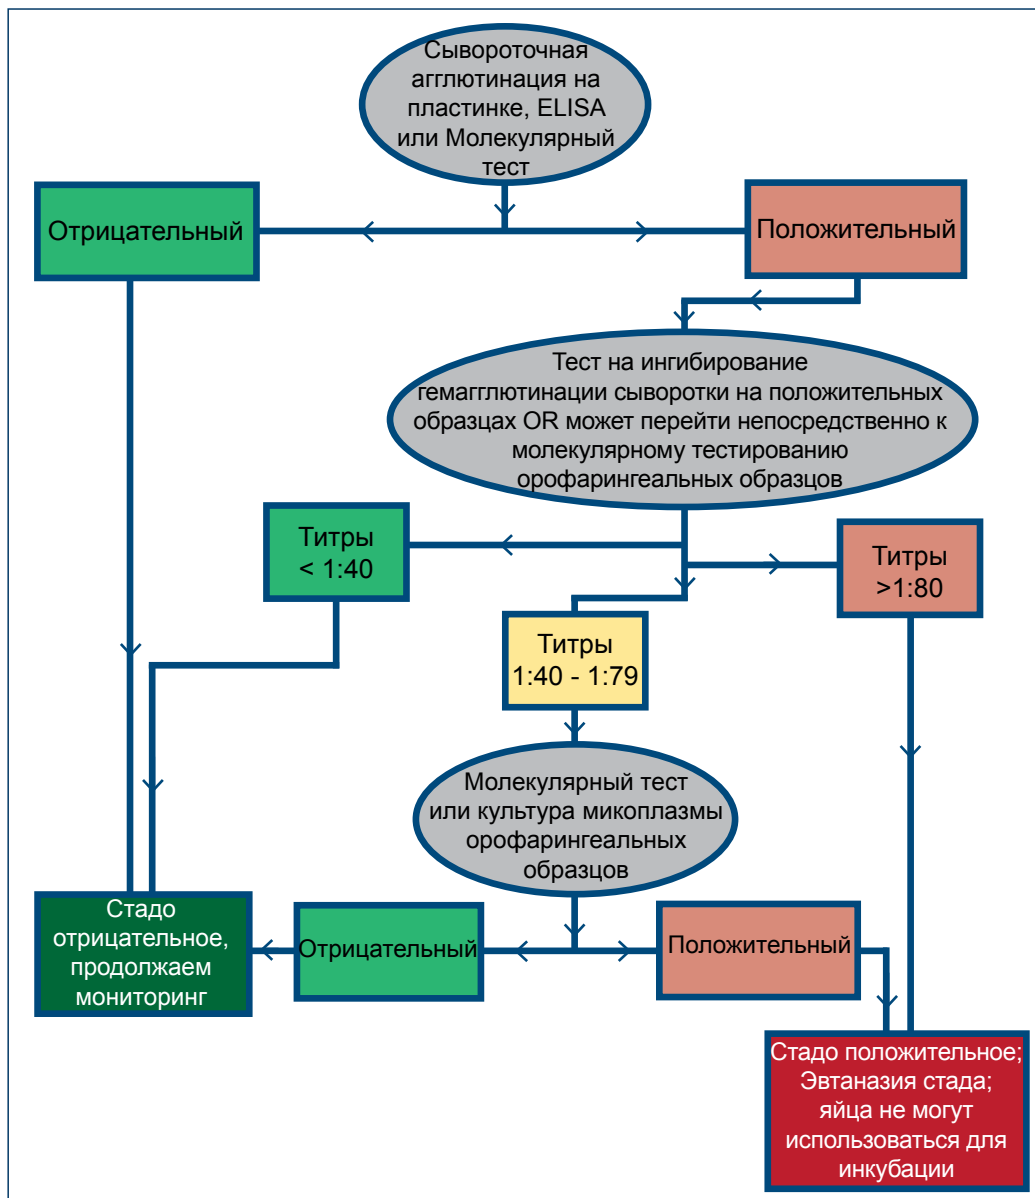 Сывороточная
агглютинация на
пластинке, ELISA
или Молекулярный
тест
Отрицательный
Положительный
Тест на ингибирование
гемагглютинации сыворотки на положительных
образцах OR может перейти непосредственно к
молекулярному тестированию
орофарингеальных образцов
Титры
< 1:40
Титры
>1:80
Титры
1:40 - 1:79
Молекулярный тест
или культура микоплазмы
орофарингеальных
образцов
Стадо
отрицательное,
продолжаем
мониторинг
Отрицательный
Положительный
Стадо положительное;
Эвтаназия стада;
яйца не могут
использоваться для
инкубации